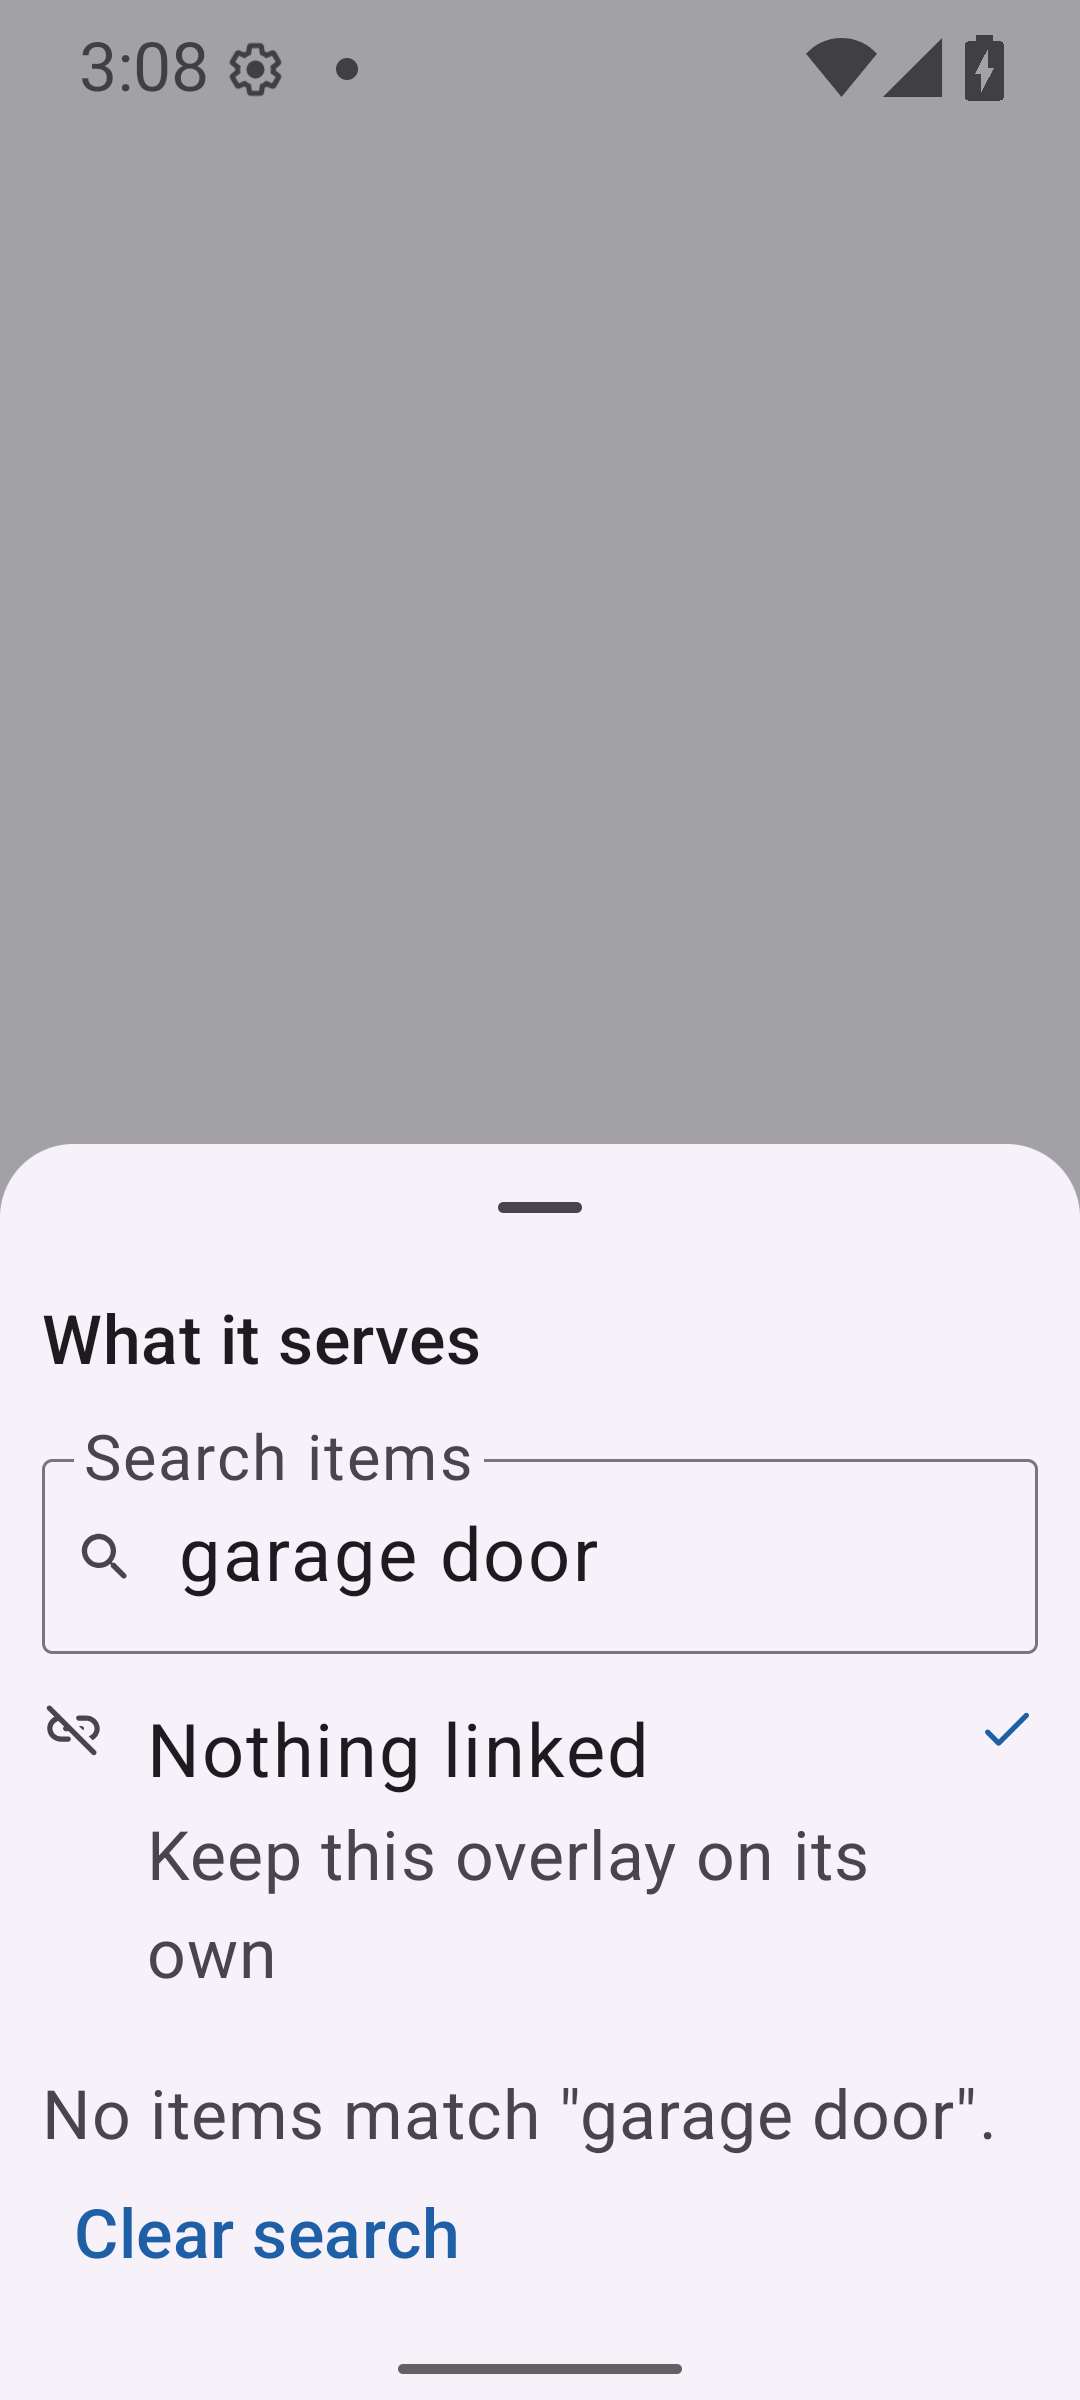 3:08
What it serves
Search items
garage door
Nothing linked
Keep this overlay on its
own
No items match "garage door".
Clear search